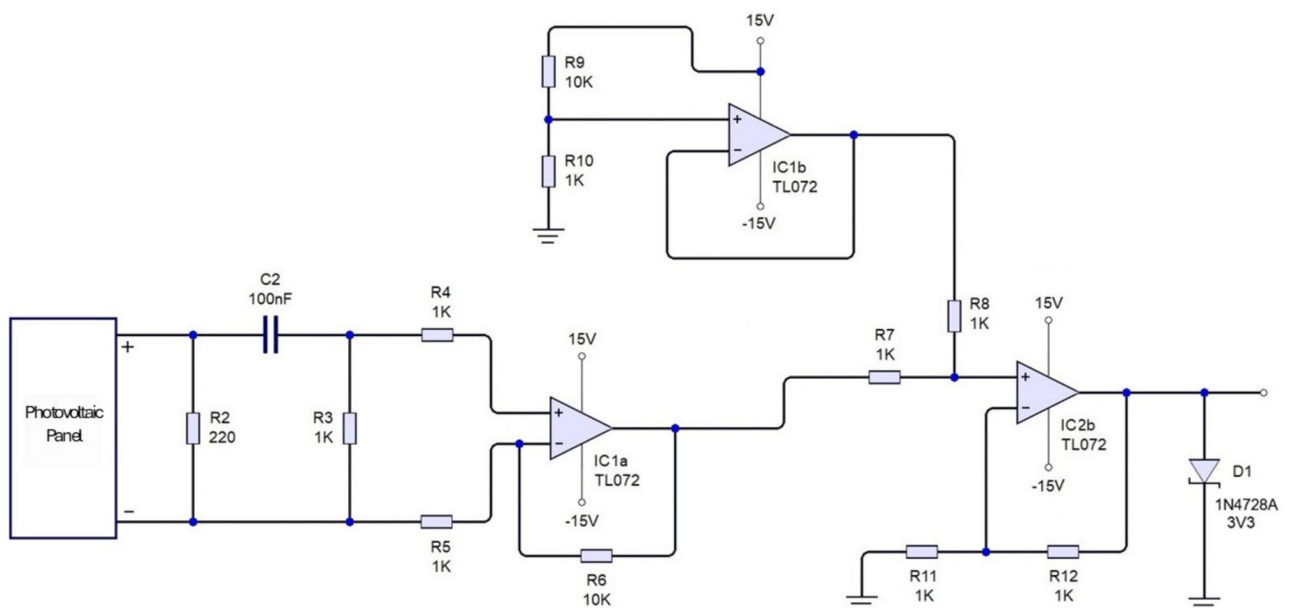 15V
R9
10K
+
−
R10
1K
IC1b
TL072
-15V
C2
100nF
R4
1K
R8
1K
15V
15V
R7
1K
+
Photovoltaic
Panel
−
R2
220
R3
1K
+
−
IC1a
TL072
-15V
+
−
IC2b
TL072
-15V
D1
1N4728A
3V3
R5
1K
R6
10K
R11
1K
R12
1K